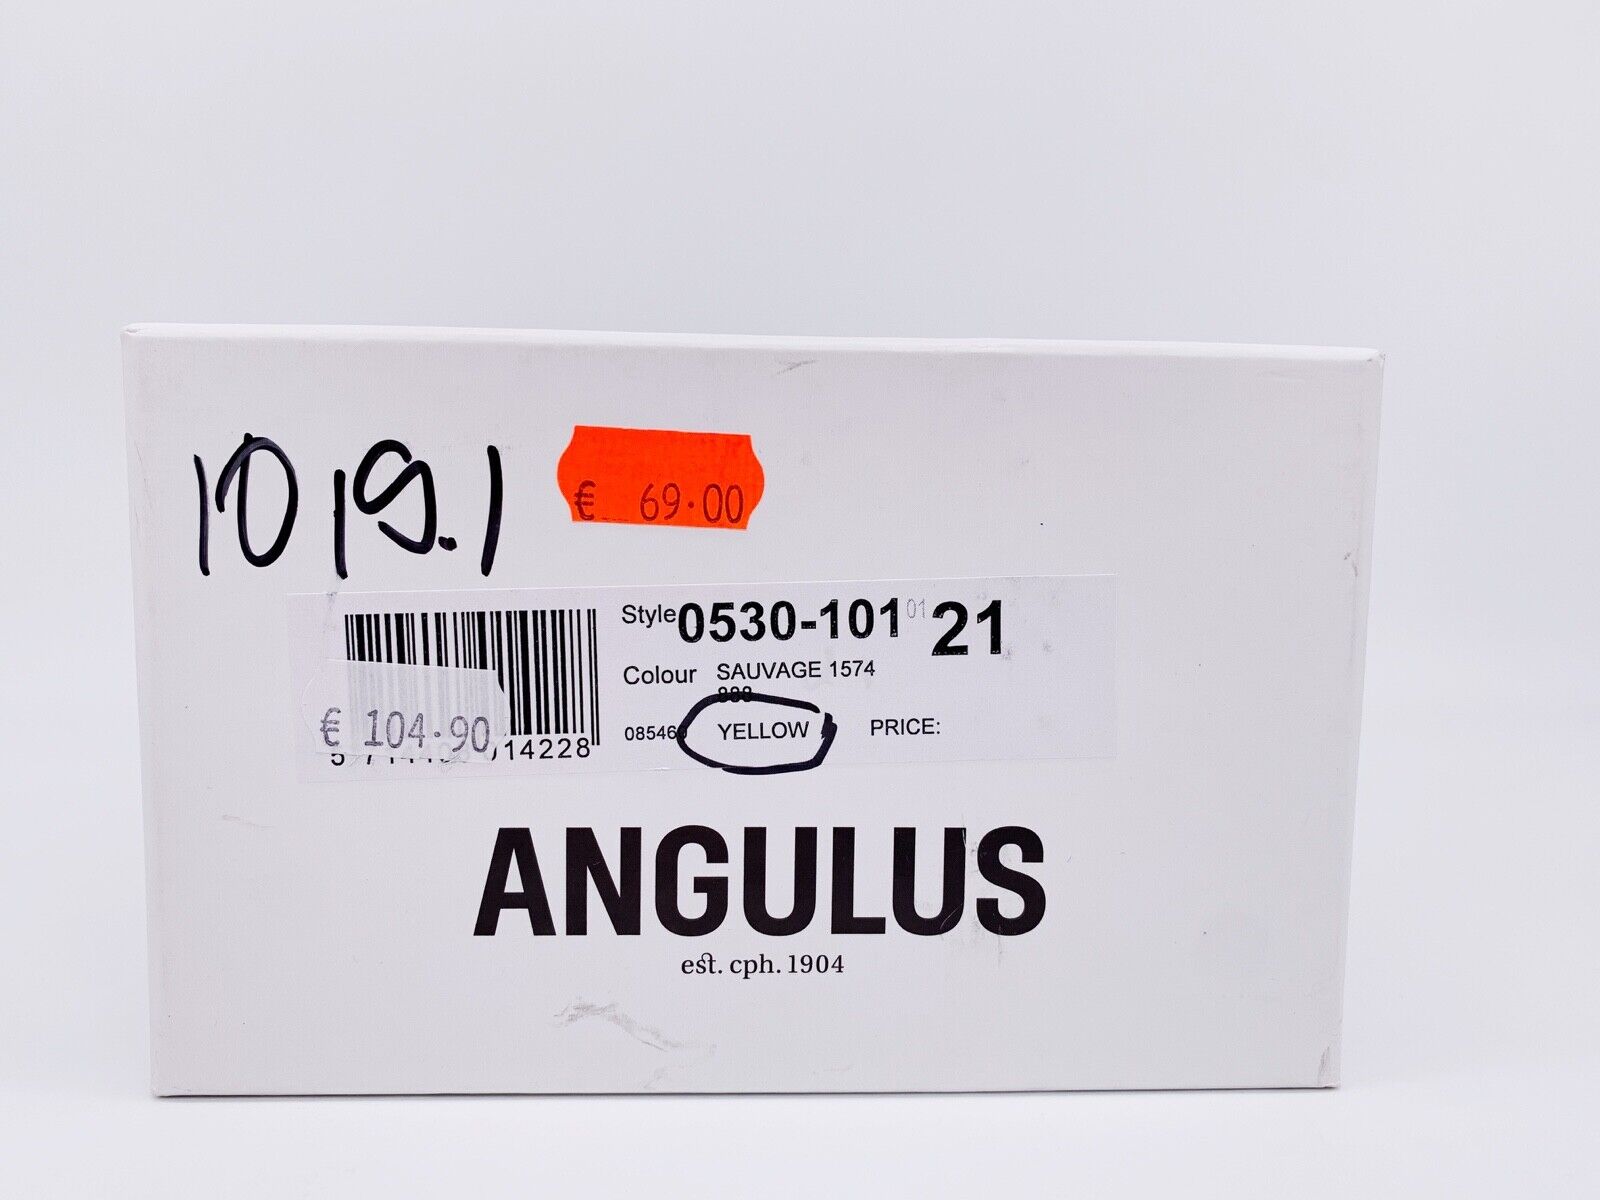 10 19.1
€ 69.00
Style 0530-101 01 21
Colour SAUVAGE 1574
888
YELLOW PRICE:
€ 104.90
14228
ANGULUS
est. cph. 1904